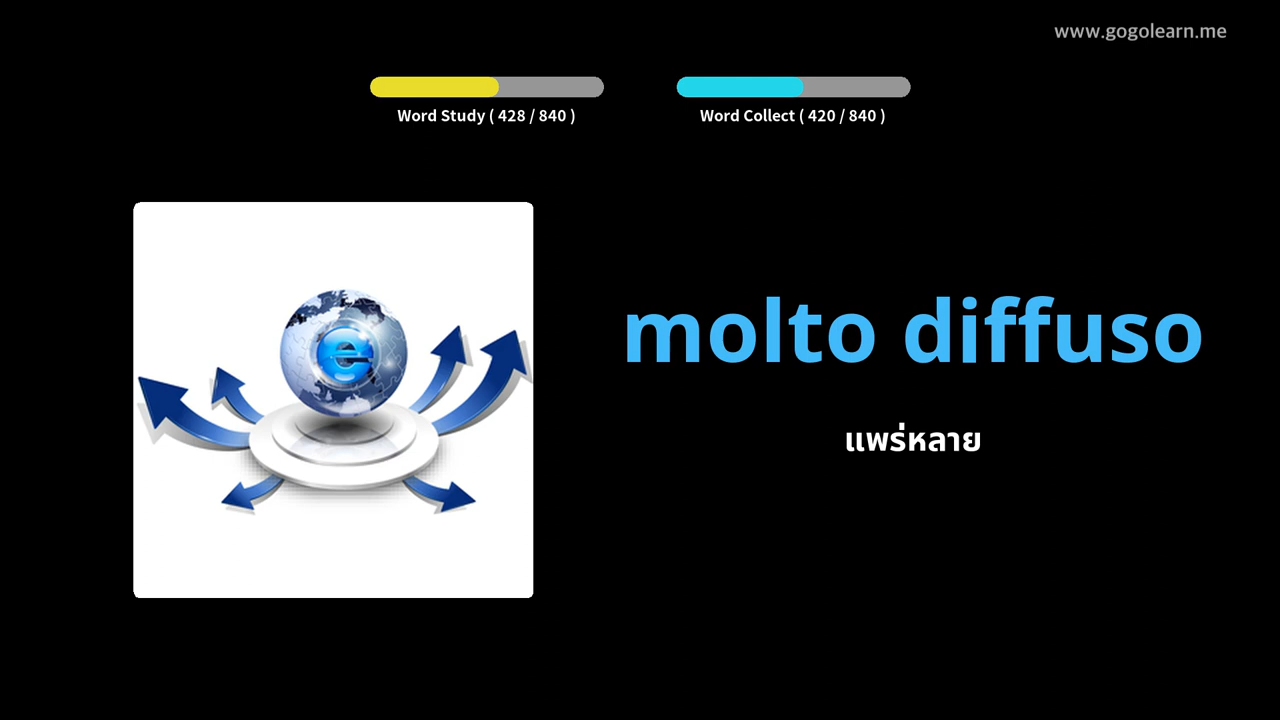 www.gogolearn.me
Word Study ( 428 / 840 )
Word Collect ( 420 / 840 )
e
molto diffuso
แพร่หลาย